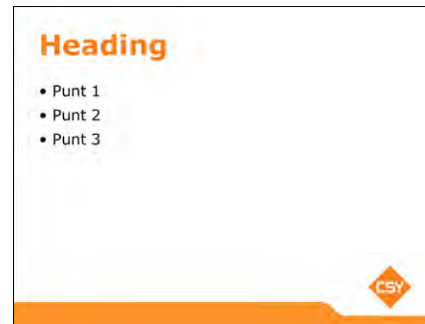 Heading
• Punt 1
• Punt 2
• Punt 3
CSY